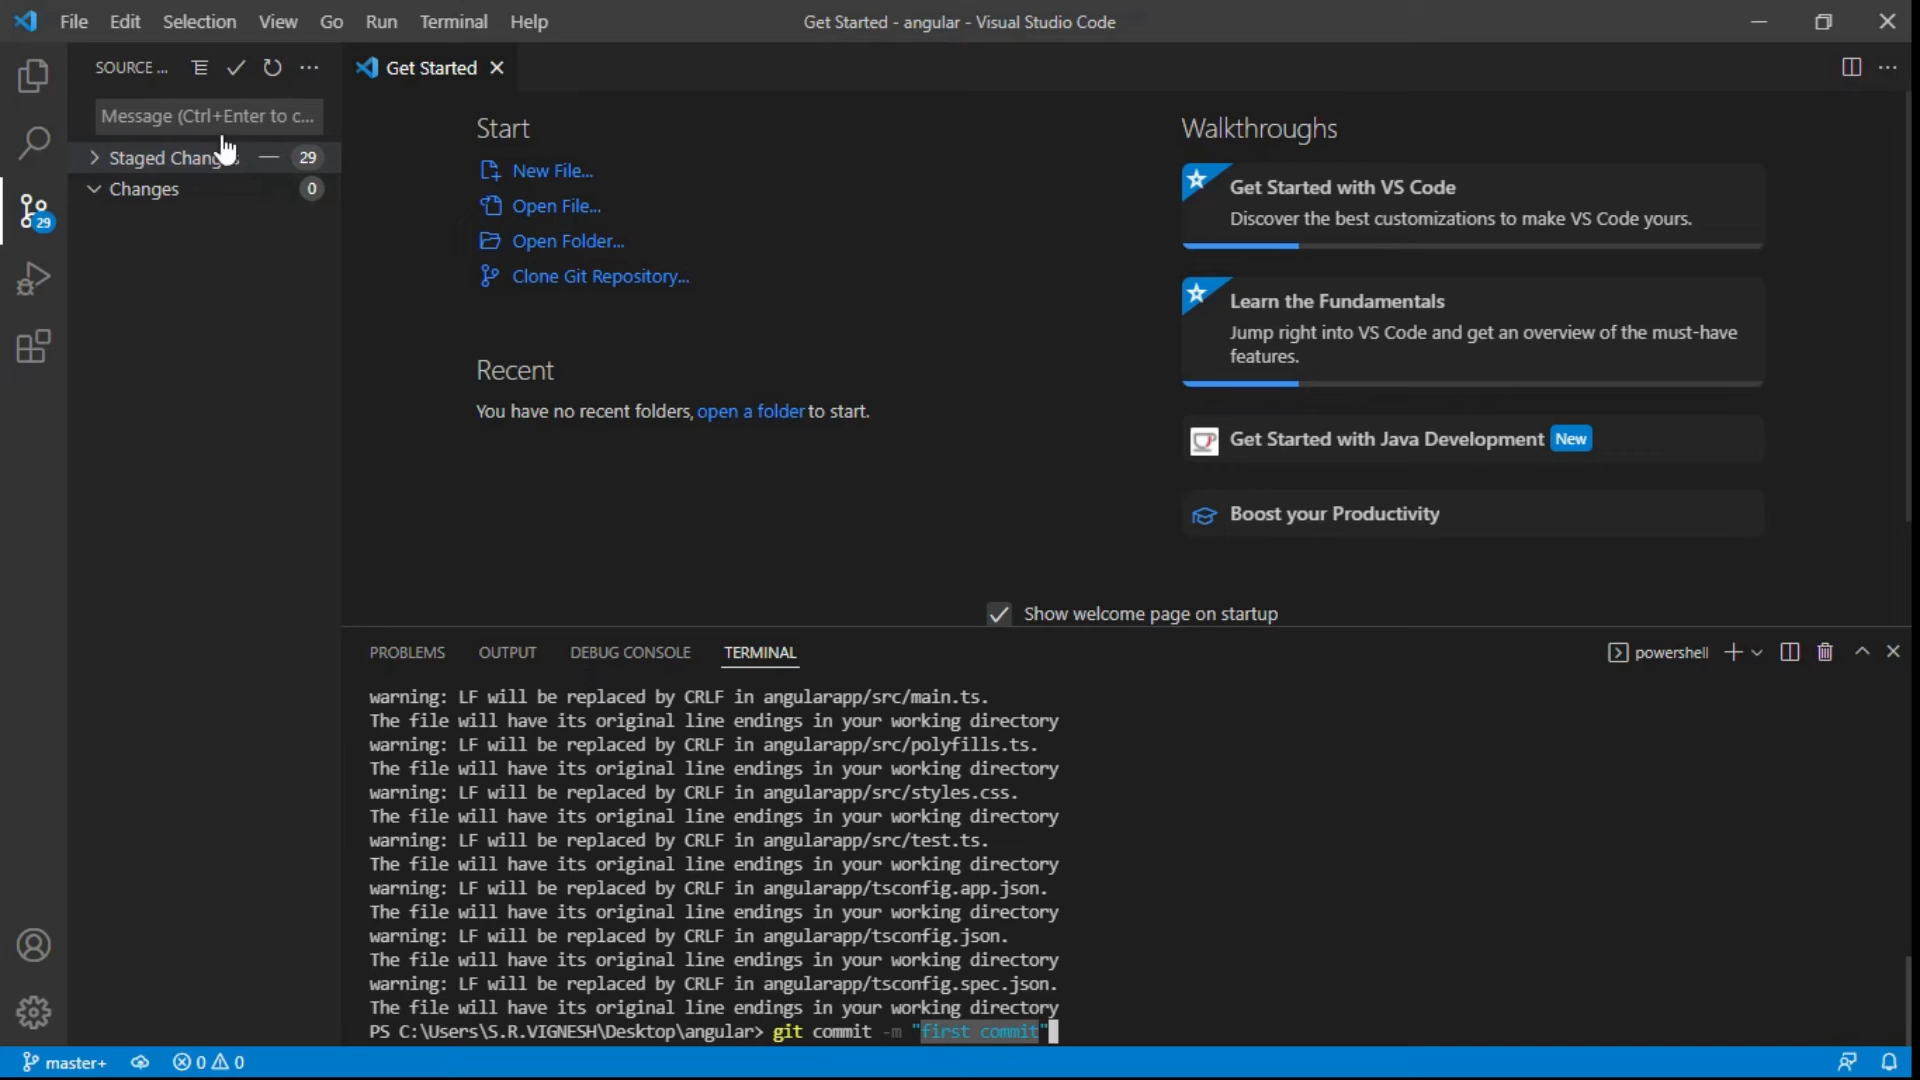 File Edit Selection View Go Run Terminal Help
Get Started - angular - Visual Studio Code
SOURCE ...
Get Started
Message (Ctrl+Enter to c...
Staged Chang 29
Changes 0
29
Start
New File...
Open File...
Open Folder...
Clone Git Repository...
Recent
You have no recent folders, open a folder to start.
Walkthroughs
Get Started with VS Code
Discover the best customizations to make VS Code yours.
Learn the Fundamentals
Jump right into VS Code and get an overview of the must-have
features.
Get Started with Java Development New
Boost your Productivity
Show welcome page on startup
PROBLEMS OUTPUT DEBUG CONSOLE TERMINAL
powershell
warning: LF will be replaced by CRLF in angularapp/src/main.ts.
The file will have its original line endings in your working directory
warning: LF will be replaced by CRLF in angularapp/src/polyfills.ts.
The file will have its original line endings in your working directory
warning: LF will be replaced by CRLF in angularapp/src/styles.css.
The file will have its original line endings in your working directory
warning: LF will be replaced by CRLF in angularapp/src/test.ts.
The file will have its original line endings in your working directory
warning: LF will be replaced by CRLF in angularapp/tsconfig.app.json.
The file will have its original line endings in your working directory
warning: LF will be replaced by CRLF in angularapp/tsconfig.json.
The file will have its original line endings in your working directory
warning: LF will be replaced by CRLF in angularapp/tsconfig.spec.json.
The file will have its original line endings in your working directory
PS C:\Users\S.R.VIGNESH\Desktop\angular> git commit -m "first commit"
master+ 0 0